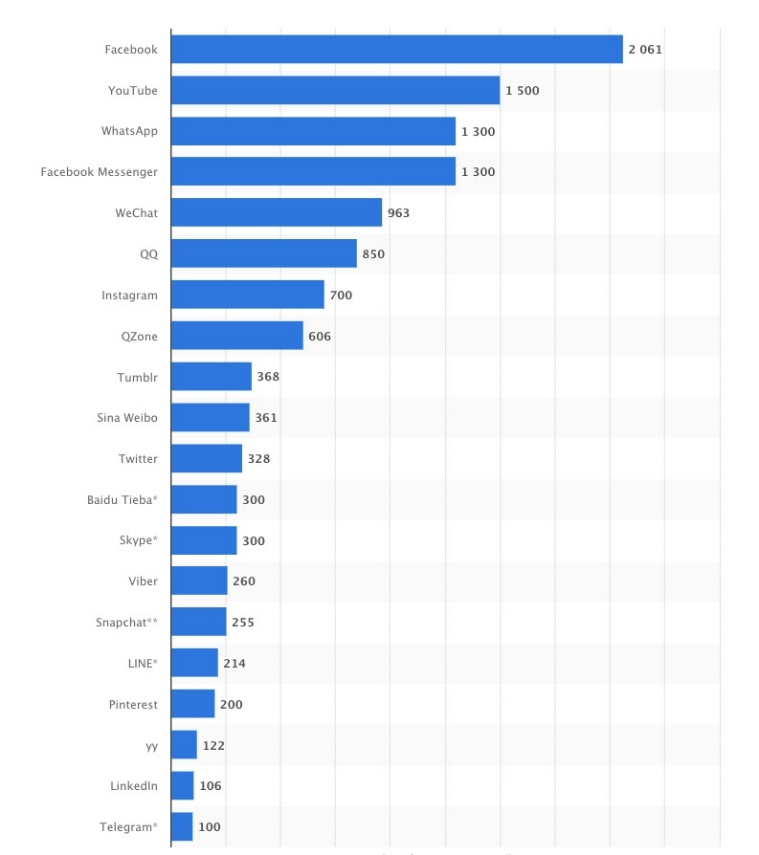 Facebook 2 061
YouTube 1 500
WhatsApp 1 300
Facebook Messenger 1 300
WeChat 963
QQ 850
Instagram 700
QZone 606
Tumblr 368
Sina Weibo 361
Twitter 328
Baidu Tieba* 300
Skype* 300
Viber 260
Snapchat** 255
LINE* 214
Pinterest 200
yy 122
LinkedIn 106
Telegram* 100